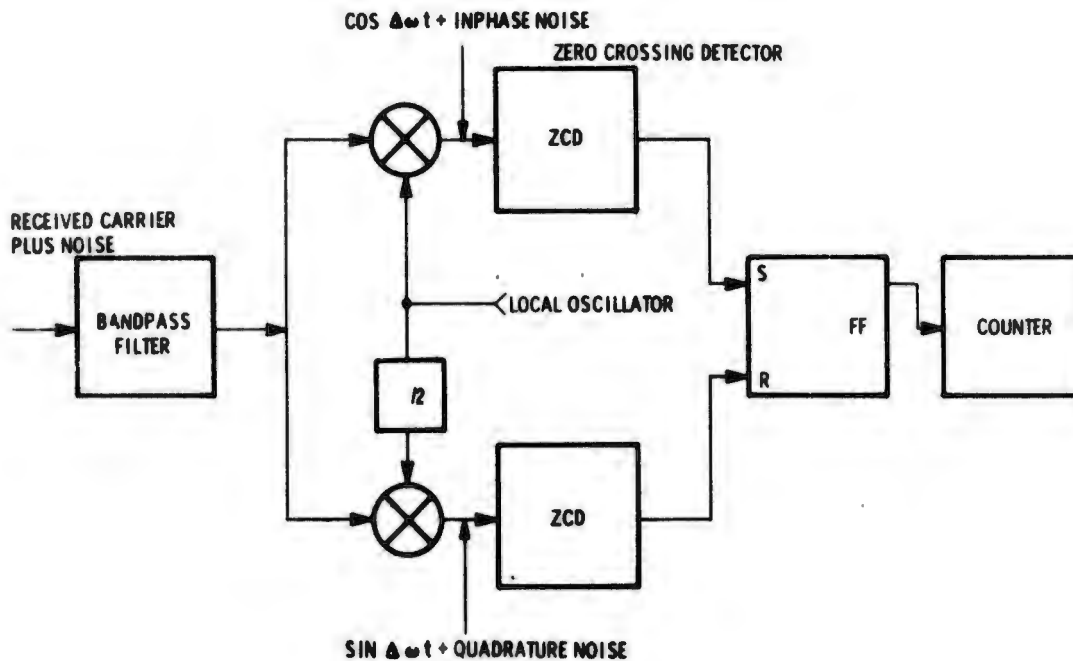 COS Δω t + INPHASE NOISE
ZERO CROSSING DETECTOR
ZCD
RECEIVED CARRIER
PLUS NOISE
BANDPASS
FILTER
LOCAL OSCILLATOR
/2
S
FF
R
COUNTER
ZCD
SIN Δω t + QUADRATURE NOISE